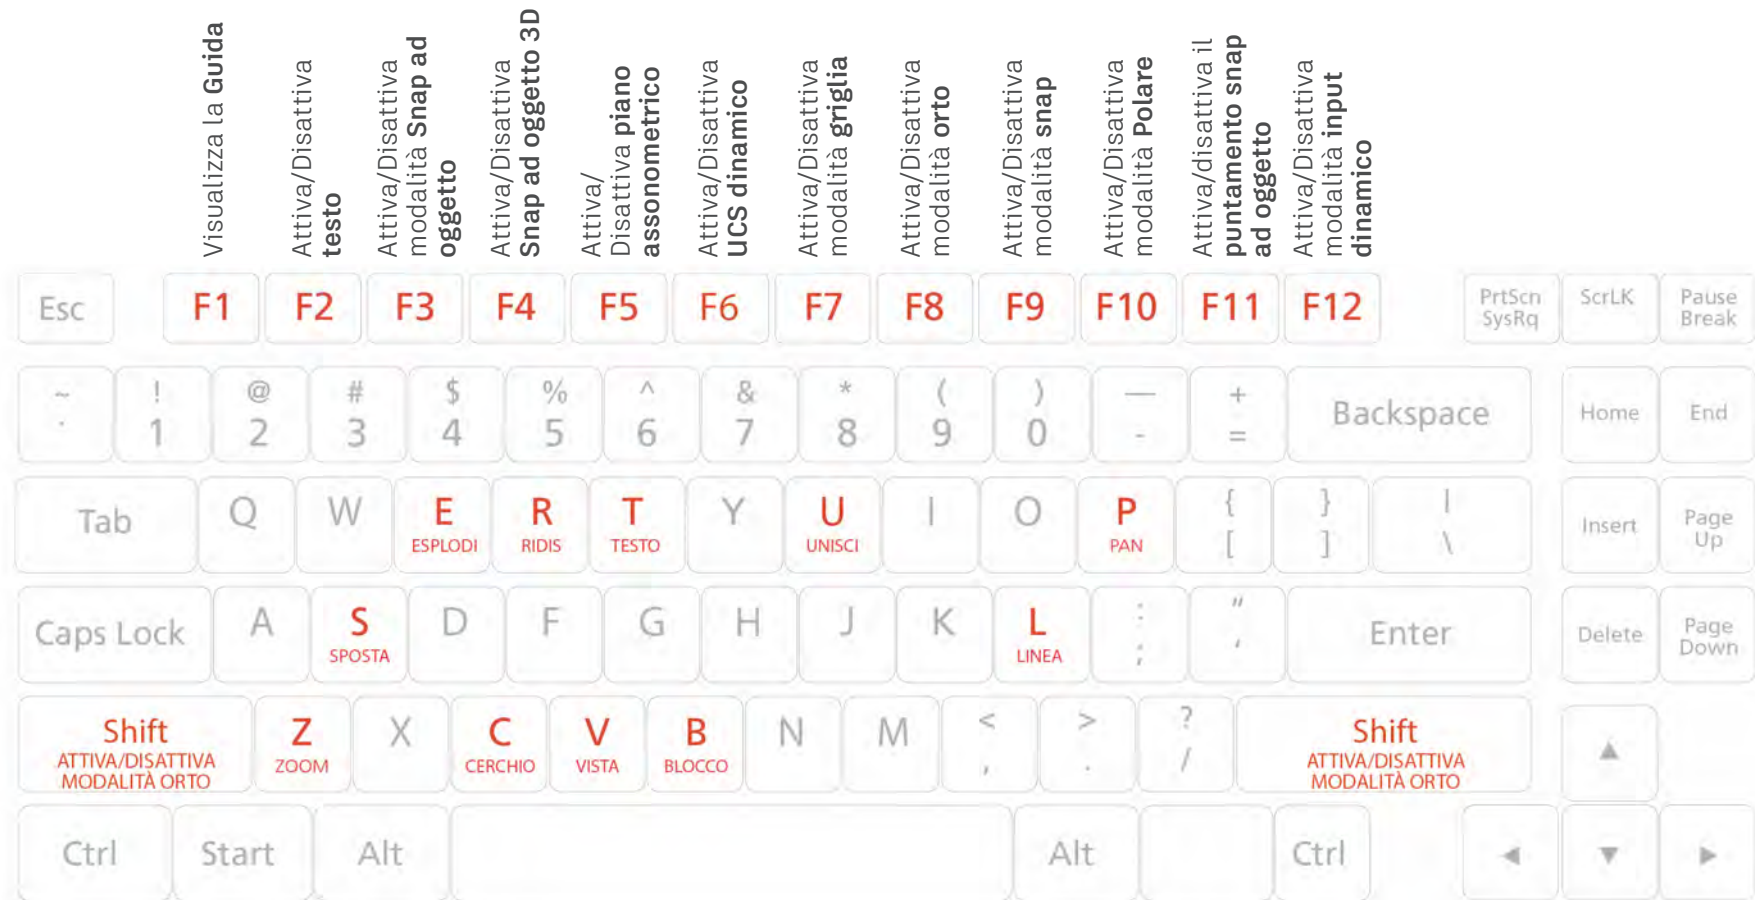 Visualizza la Guida
Attiva/Disattiva
testo
Attiva/Disattiva
modalità Snap ad
oggetto
Attiva/Disattiva
Snap ad oggetto 3D
Attiva/
Disattiva piano
assonometrico
Attiva/Disattiva
UCS dinamico
Attiva/Disattiva
modalità griglia
Attiva/Disattiva
modalità orto
Attiva/Disattiva
modalità snap
Attiva/Disattiva
modalità Polare
Attiva/disattiva il
puntamento snap
ad oggetto
Attiva/Disattiva
modalità input
dinamico
Esc F1 F2 F3 F4 F5 F6 F7 F8 F9 F10 F11 F12 PrtScn ScrLK Pause
SysRq Break
~ ! @ # $ % ^ & * ( ) — +
. 1 2 3 4 5 6 7 8 9 0 - = Backspace Home End
Tab Q W E R T Y U I O P { } | Insert Page
ESPLODI RIDIS TESTO UNISCI PAN [ ] \ Up
Caps Lock A S D F G H J K L : " Enter Delete Page
SPOSTA LINEA ; ' Down
Shift Z X C V B N M < > ? Shift ▲
ATTIVA/DISATTIVA ZOOM CERCHIO VISTA BLOCCO , . / ATTIVA/DISATTIVA
MODALITÀ ORTO MODALITÀ ORTO
Ctrl Start Alt Alt Ctrl ◄ ▼ ►